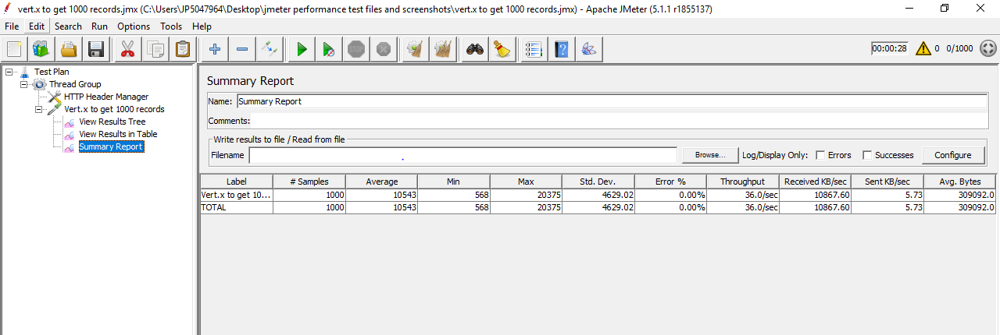 vert.x to get 1000 records.jmx (C:\Users\JP5047964\Desktop\jmeter performance test files and screenshots\vert.x to get 1000 records.jmx) - Apache JMeter (5.1.1 r1855137)
File Edit Search Run Options Tools Help
00:00:28 0 0/1000
Test Plan
Thread Group
HTTP Header Manager
Vert.x to get 1000 records
View Results Tree
View Results in Table
Summary Report
Summary Report
Name: Summary Report
Comments:
Write results to file / Read from file
Filename Browse... Log/Display Only: Errors Successes Configure
Label # Samples Average Min Max Std. Dev. Error % Throughput Received KB/sec Sent KB/sec Avg. Bytes
Vert.x to get 10... 1000 10543 568 20375 4629.02 0.00% 36.0/sec 10867.60 5.73 309092.0
TOTAL 1000 10543 568 20375 4629.02 0.00% 36.0/sec 10867.60 5.73 309092.0